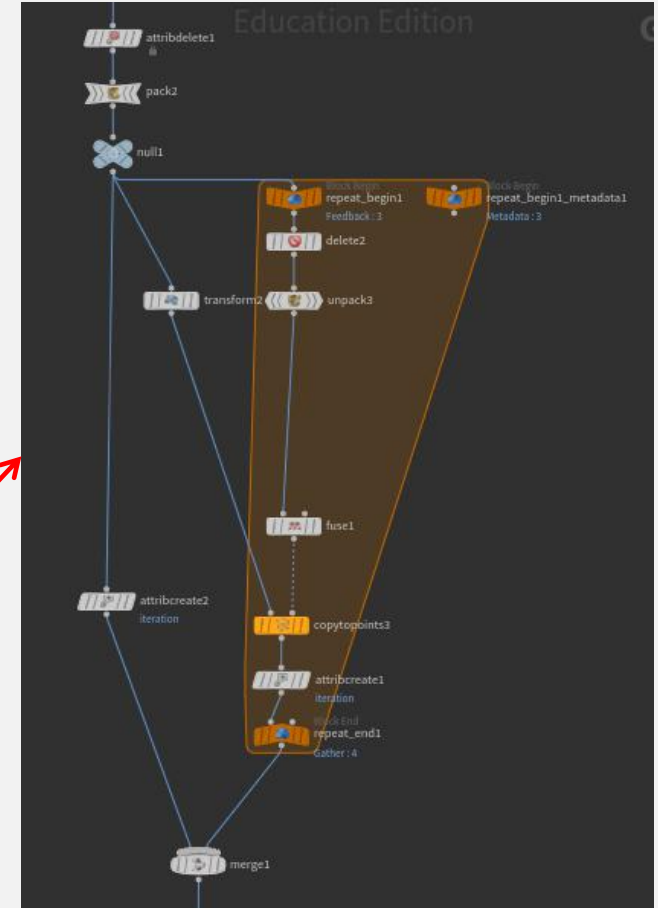 Education Edition
attribdelete1
pack2
null1
Block Begin
repeat_begin1
Feedback : 3
Block Begin
repeat_begin1_metadata1
Metadata : 3
delete2
transform2
unpack3
fuse1
attribcreate2
iteration
copytopoints3
attribcreate1
iteration
Block End
repeat_end1
Gather : 4
merge1